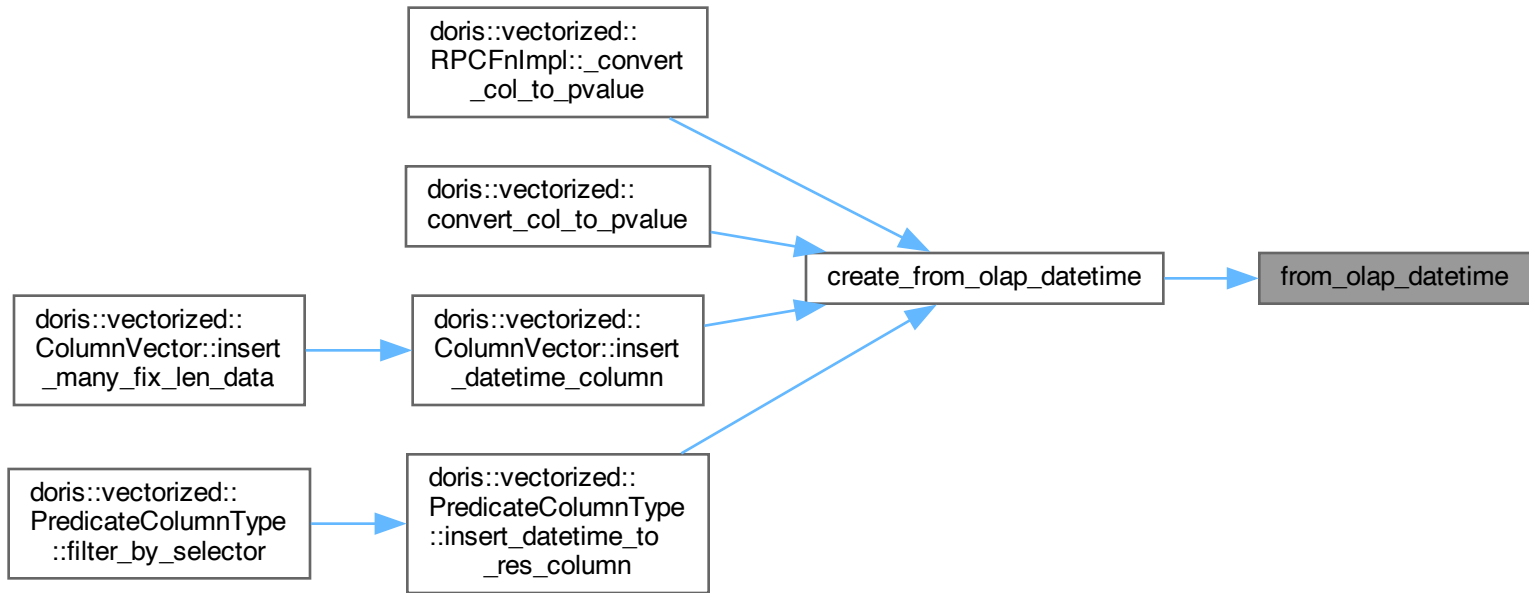 doris::vectorized::
RPCFnImpl::_convert
_col_to_pvalue
doris::vectorized::
convert_col_to_pvalue
create_from_olap_datetime
from_olap_datetime
doris::vectorized::
ColumnVector::insert
_many_fix_len_data
doris::vectorized::
ColumnVector::insert
_datetime_column
doris::vectorized::
PredicateColumnType
::filter_by_selector
doris::vectorized::
PredicateColumnType
::insert_datetime_to
_res_column